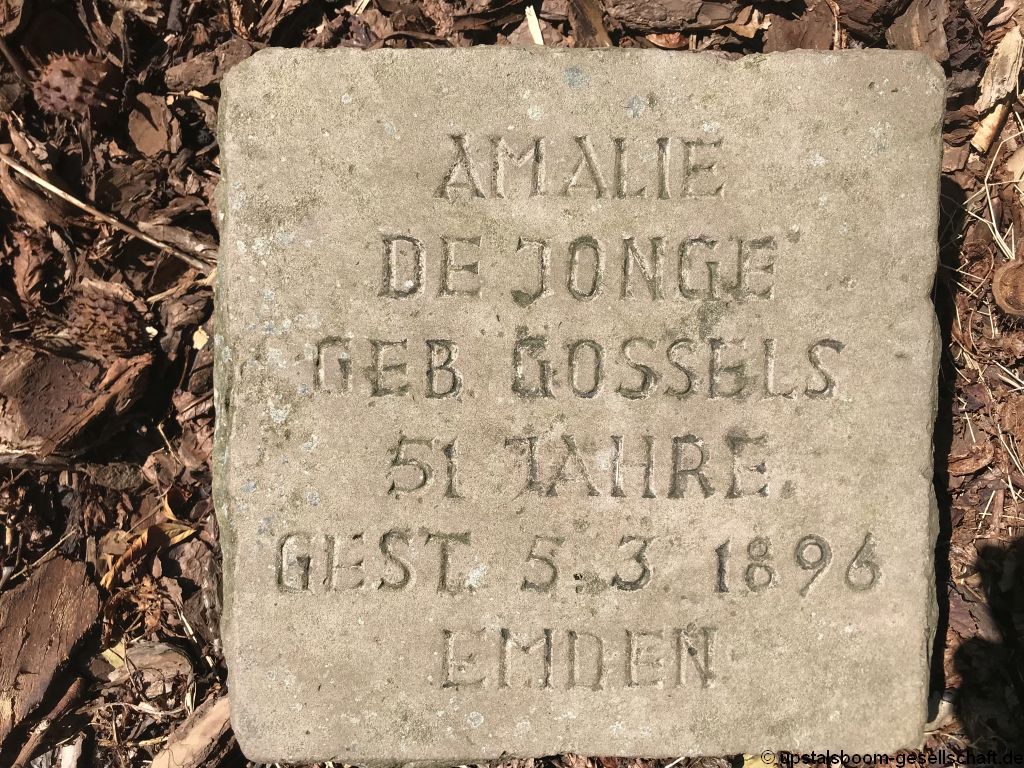 AMALIE
DE JONGE
GEB. GOSSELS
51 JAHRE.
GEST. 5.3.1896
EMDEN
© upstalsboom-gesellschaft.de